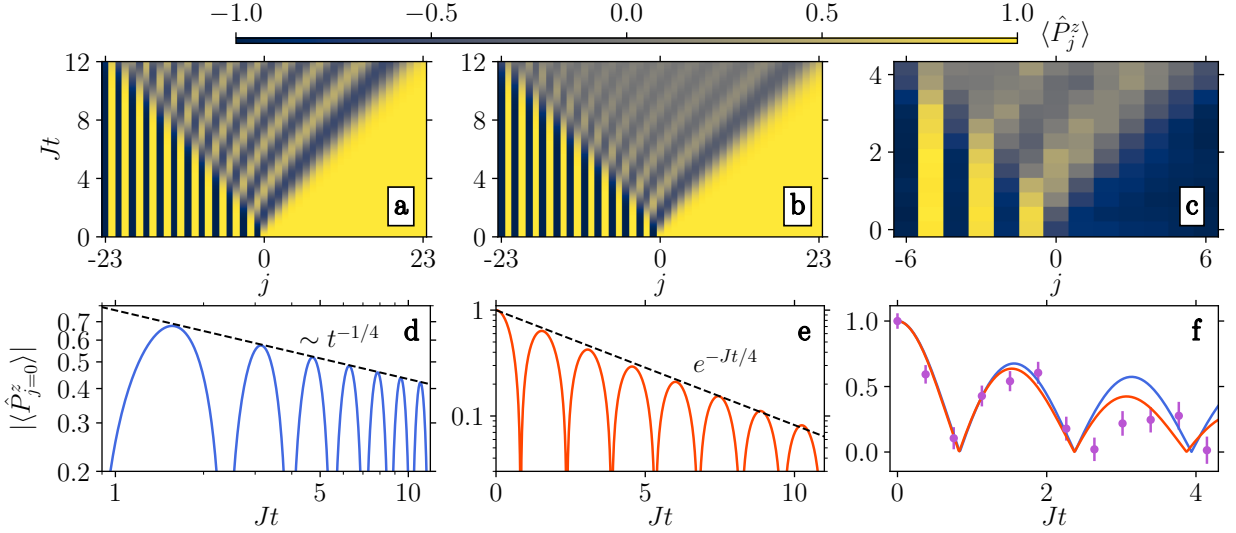 −1.0 −0.5 0.0 0.5 1.0
⟨P̂ᶻⱼ⟩
Jt
12
8
4
0
-23 0 23
j
a
12
8
4
0
-23 0 23
j
b
4
2
0
-6 0 6
j
c
|⟨P̂ᶻⱼ₌₀⟩|
0.7
0.6
0.5
0.4
0.3
0.2
1 5 10
Jt
d
∼ t^{−1/4}
1
0.1
0 5 10
Jt
e
e^{−Jt/4}
1.0
0.5
0.0
0 2 4
Jt
f